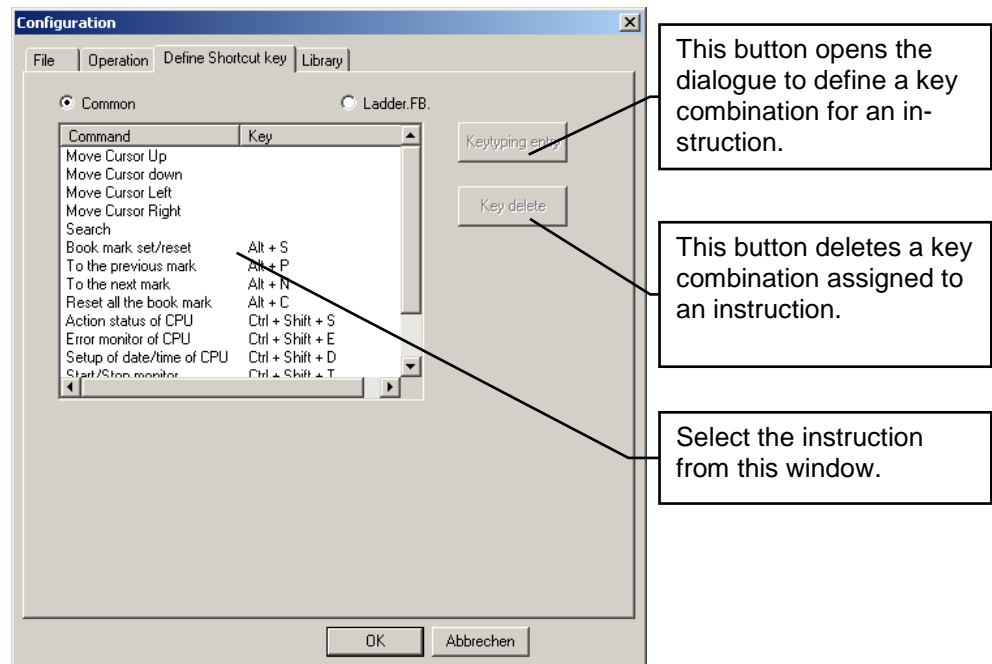 Configuration
File Operation Define Shortcut key Library
Common Ladder.FB.
Command Key
Move Cursor Up
Move Cursor down
Move Cursor Left
Move Cursor Right
Search
Book mark set/reset Alt + S
To the previous mark Alt + P
To the next mark Alt + N
Reset all the book mark Alt + C
Action status of CPU Ctrl + Shift + S
Error monitor of CPU Ctrl + Shift + E
Setup of date/time of CPU Ctrl + Shift + D
Start/Stop monitor Ctrl + Shift + T
Keytyping entry
Key delete
OK Abbrechen
This button opens the
dialogue to define a key
combination for an in-
struction.
This button deletes a key
combination assigned to
an instruction.
Select the instruction
from this window.